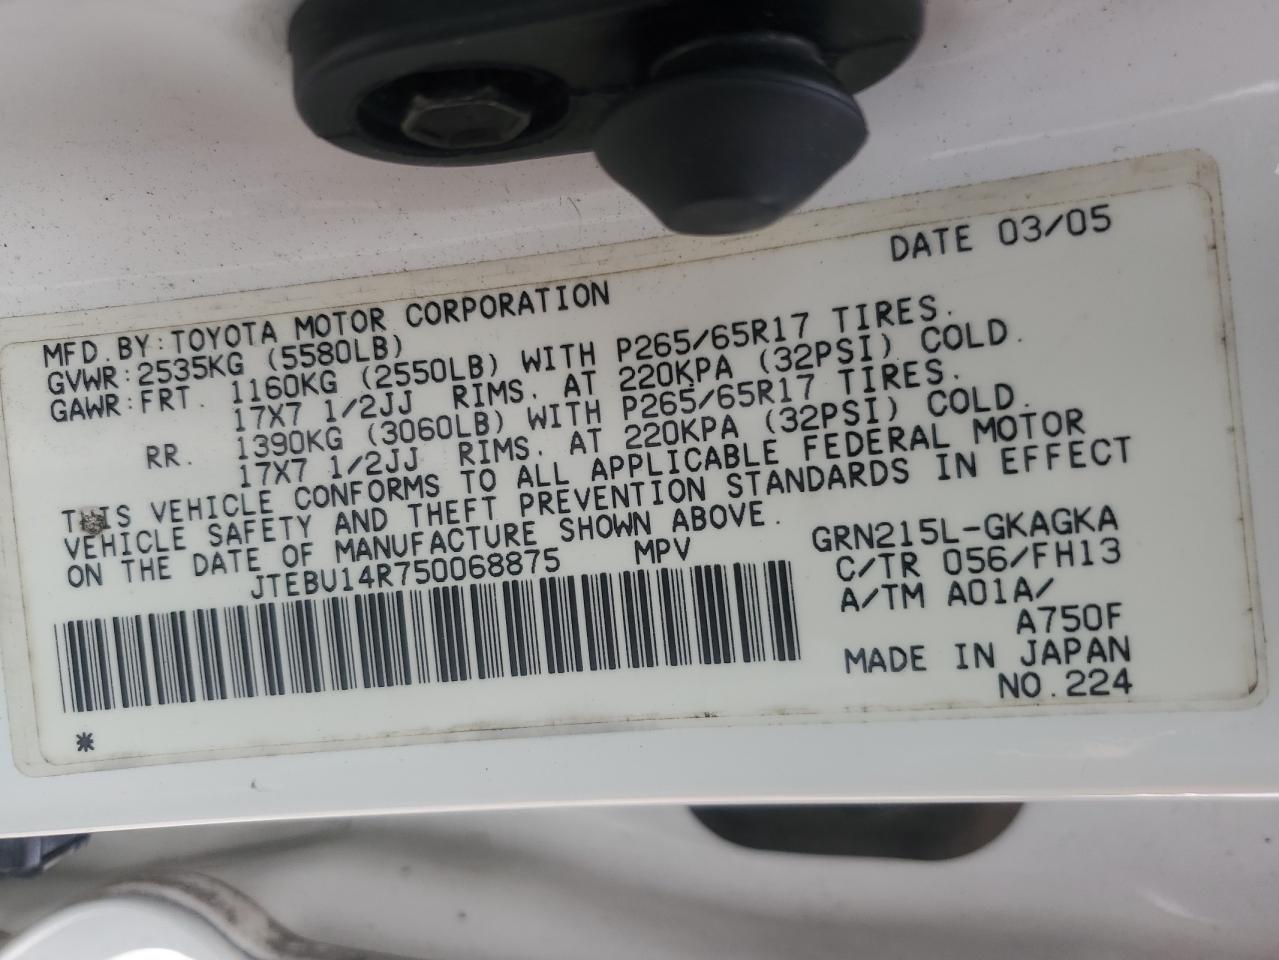 DATE 03/05
MFD.BY:TOYOTA MOTOR CORPORATION
GVWR:2535KG (5580LB)
GAWR:FRT. 1160KG (2550LB) WITH P265/65R17 TIRES.
17X7 1/2JJ RIMS. AT 220KPA (32PSI) COLD.
RR. 1390KG (3060LB) WITH P265/65R17 TIRES.
17X7 1/2JJ RIMS. AT 220KPA (32PSI) COLD.
THIS VEHICLE CONFORMS TO ALL APPLICABLE FEDERAL MOTOR
VEHICLE SAFETY AND THEFT PREVENTION STANDARDS IN EFFECT
ON THE DATE OF MANUFACTURE SHOWN ABOVE.
JTEBU14R750068875 MPV
GRN215L-GKAGKA
C/TR 056/FH13
A/TM A01A/
A750F
MADE IN JAPAN
NO.224
*